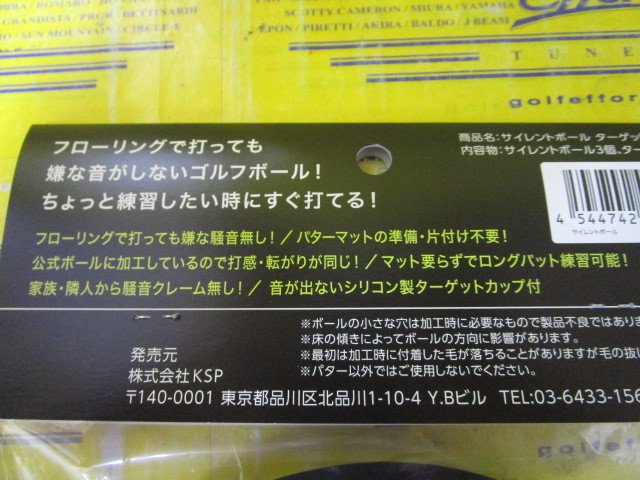 SCOTTY CAMERON / MIURA / YAMAHA
GRANDISTA / PRGR / BETTINARDI
EPON / PIRETTI / AKIRA / BALDO / J-BEAM
SUN MOUNTAIN / CIRCLE-E
TUNE
golfeffor
フローリングで打っても
嫌な音がしないゴルフボール！
ちょっと練習したい時にすぐ打てる！
商品名：サイレントボール ターゲッ
内容物：サイレントボール3個、ター
4 544742
サイレントボール
フローリングで打っても嫌な騒音無し！／パターマットの準備・片付け不要！
公式ボールに加工しているので打感・転がりが同じ！／マット要らずでロングパット練習可能！
家族・隣人から騒音クレーム無し！／音が出ないシリコン製ターゲットカップ付
※ボールの小さな穴は加工時に必要なもので製品不良ではありま
※床の傾きによってボールの方向に影響があります。
※最初は加工時に付着した毛が落ちることがありますが毛の抜け
※パター以外ではご使用しないでください。
発売元
株式会社KSP
〒140-0001 東京都品川区北品川1-10-4 Y.Bビル TEL:03-6433-156